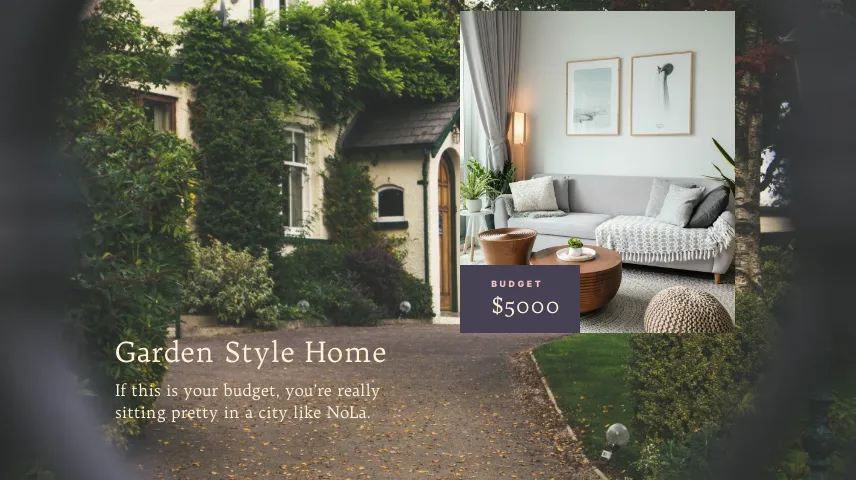 BUDGET
$5000
Garden Style Home
If this is your budget, you're really
sitting pretty in a city like NoLa.